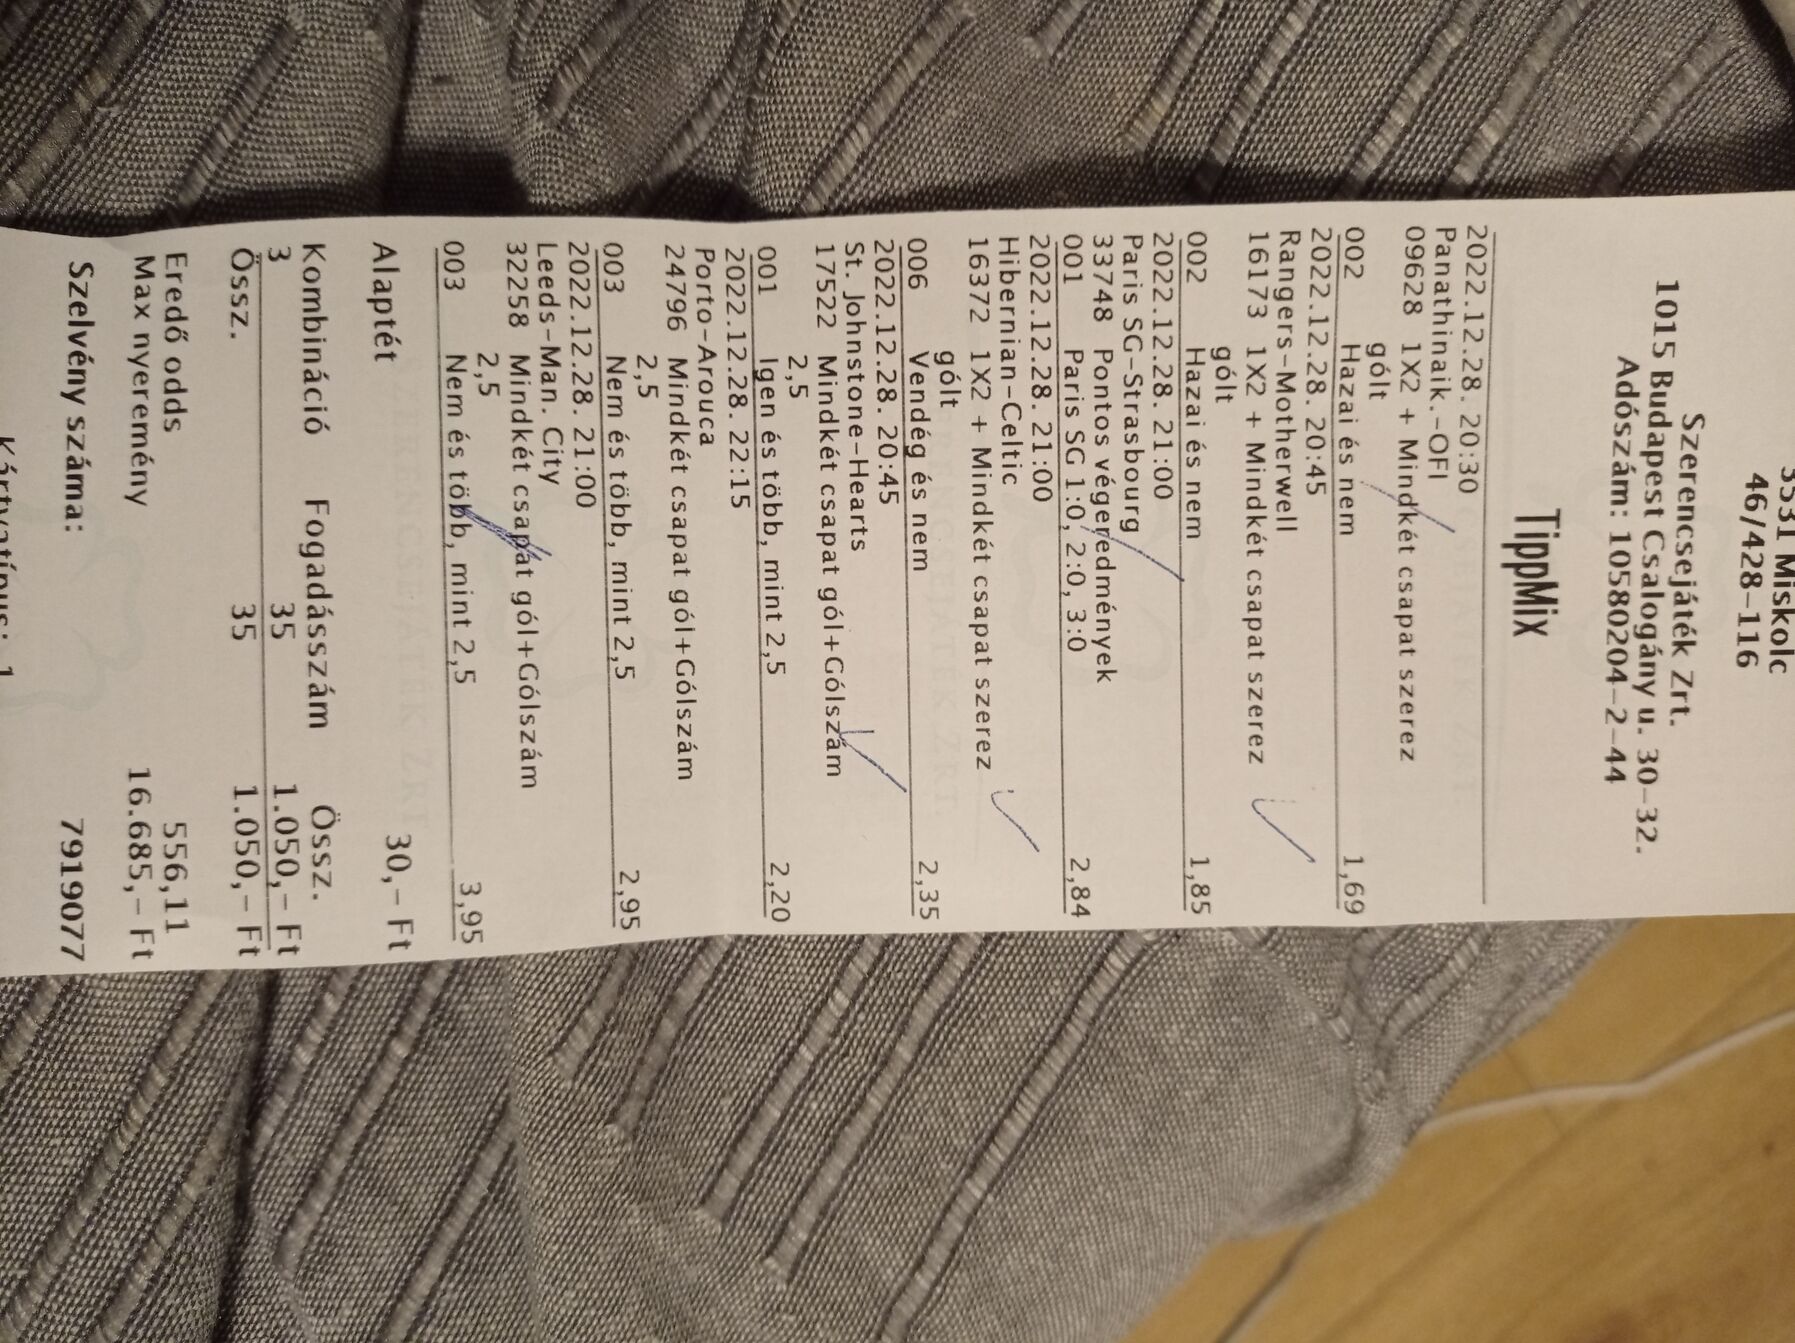 3531 Miskolc
46/428-116
Szerencsejáték Zrt.
1015 Budapest Csalogány u. 30-32.
Adószám: 10580204-2-44
TippMix
2022.12.28. 20:30
Panathinaik.-OFI
09628 1X2 + Mindkét csapat szerez
gólt
002 Hazai és nem 1,69
2022.12.28. 20:45
Rangers-Motherwell
16173 1X2 + Mindkét csapat szerez
gólt
002 Hazai és nem 1,85
2022.12.28. 21:00
Paris SG-Strasbourg
33748 Pontos végeredmények
001 Paris SG 1:0, 2:0, 3:0 2,84
2022.12.28. 21:00
Hibernian-Celtic
16372 1X2 + Mindkét csapat szerez
gólt
006 Vendég és nem 2,35
2022.12.28. 20:45
St. Johnstone-Hearts
17522 Mindkét csapat gól+Gólszám
2,5
001 Igen és több, mint 2,5 2,20
2022.12.28. 22:15
Porto-Arouca
24796 Mindkét csapat gól+Gólszám
2,5
003 Nem és több, mint 2,5 2,95
2022.12.28. 21:00
Leeds-Man. City
32258 Mindkét csapat gól+Gólszám
2,5
003 Nem és több, mint 2,5 3,95
Alaptét 30,- Ft
Kombináció Fogadásszám Össz.
3 35 1.050,- Ft
Össz. 35 1.050,- Ft
Eredő odds 556,11
Max nyeremény 16.685,- Ft
Szelvény száma: 7919077
Kártyatípus: 1